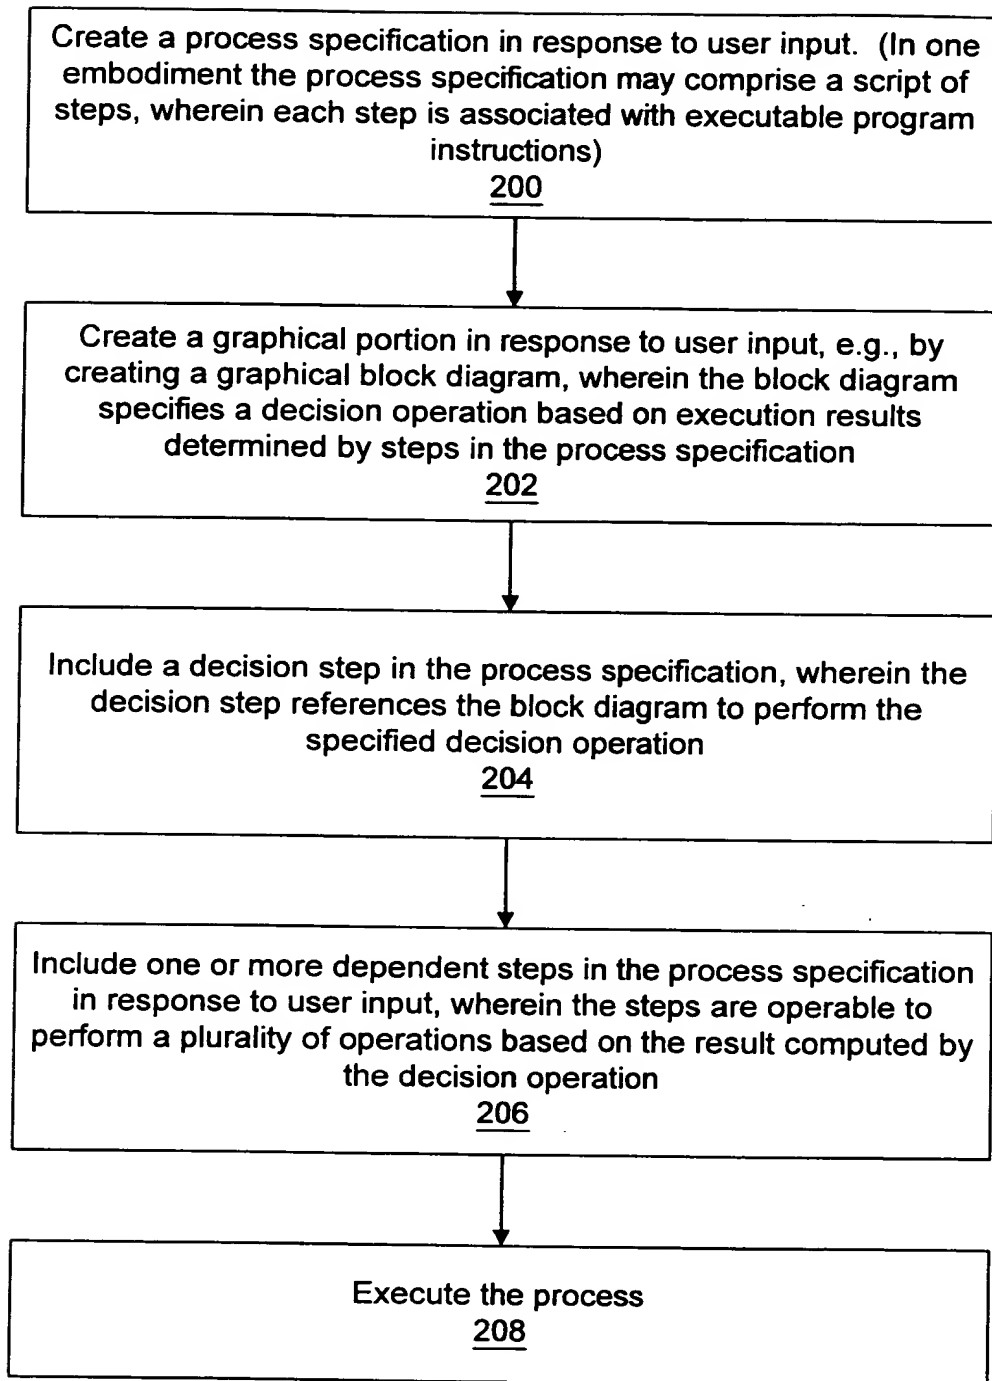 Create a process specification in response to user input. (In one
embodiment the process specification may comprise a script of
steps, wherein each step is associated with executable program
instructions)
200
Create a graphical portion in response to user input, e.g., by
creating a graphical block diagram, wherein the block diagram
specifies a decision operation based on execution results
determined by steps in the process specification
202
Include a decision step in the process specification, wherein the
decision step references the block diagram to perform the
specified decision operation
204
Include one or more dependent steps in the process specification
in response to user input, wherein the steps are operable to
perform a plurality of operations based on the result computed by
the decision operation
206
Execute the process
208